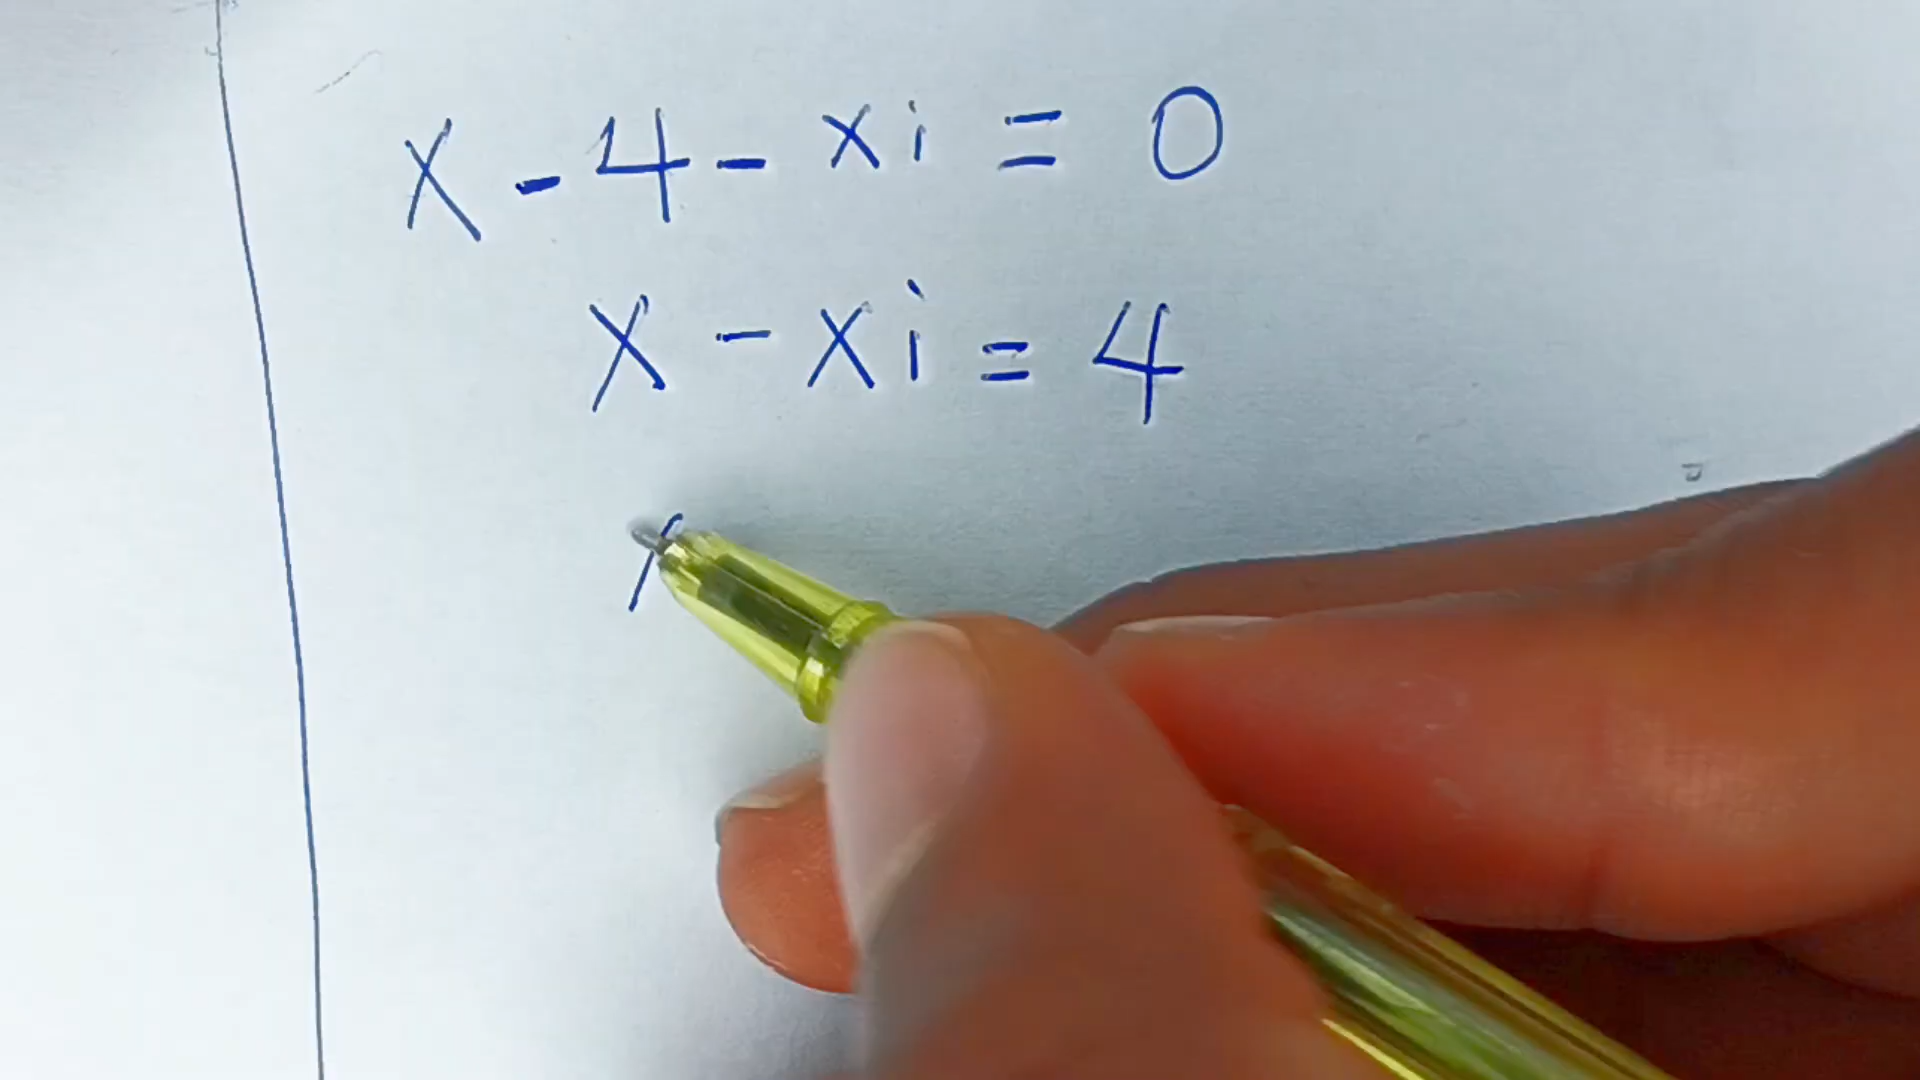 x - 4 - xi = 0
x - xi = 4